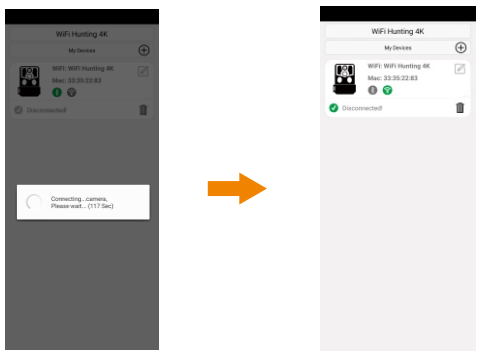 WiFi Hunting 4K
My Devices
WiFi: WiFi Hunting 4K
Mac: 33:35:22:83
Disconnected!
Connecting...camera,
Please wait... (117 Sec)
WiFi Hunting 4K
My Devices
WiFi: WiFi Hunting 4K
Mac: 33:35:22:83
Disconnected!